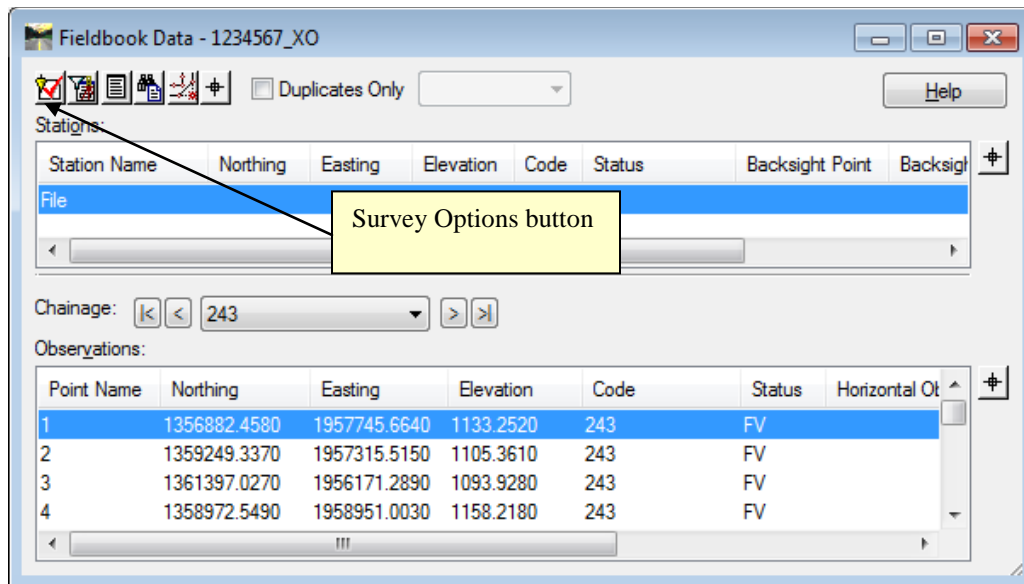 Fieldbook Data - 1234567_XO
Duplicates Only
Help
Stations:
Station Name Northing Easting Elevation Code Status Backsight Point Backsigh
File
Survey Options button
Chainage: |< < 243 > >|
Observations:
Point Name Northing Easting Elevation Code Status Horizontal Ob
1 1356882.4580 1957745.6640 1133.2520 243 FV
2 1359249.3370 1957315.5150 1105.3610 243 FV
3 1361397.0270 1956171.2890 1093.9280 243 FV
4 1358972.5490 1958951.0030 1158.2180 243 FV